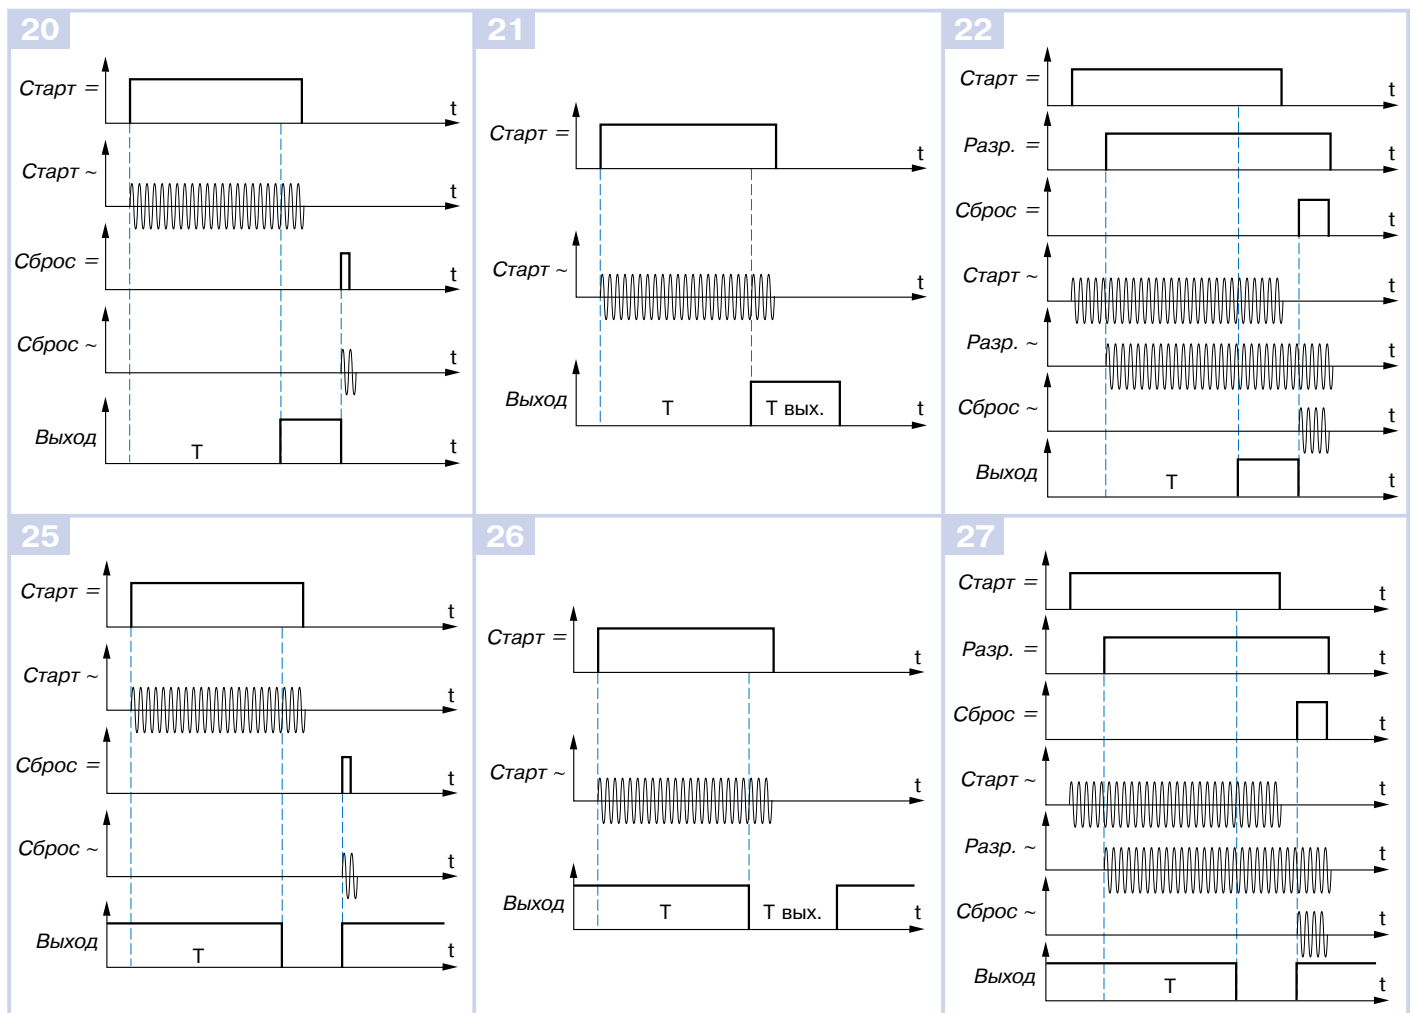 20
Старт =
t
Старт ~
t
Сброс =
t
Сброс ~
t
Выход
T
t
21
Старт =
t
Старт ~
t
Выход
T
T вых.
t
22
Старт =
t
Разр. =
t
Сброс =
t
Старт ~
t
Разр. ~
t
Сброс ~
t
Выход
T
t
25
Старт =
t
Старт ~
t
Сброс =
t
Сброс ~
t
Выход
T
t
26
Старт =
t
Старт ~
t
Выход
T
T вых.
t
27
Старт =
t
Разр. =
t
Сброс =
t
Старт ~
t
Разр. ~
t
Сброс ~
t
Выход
T
t